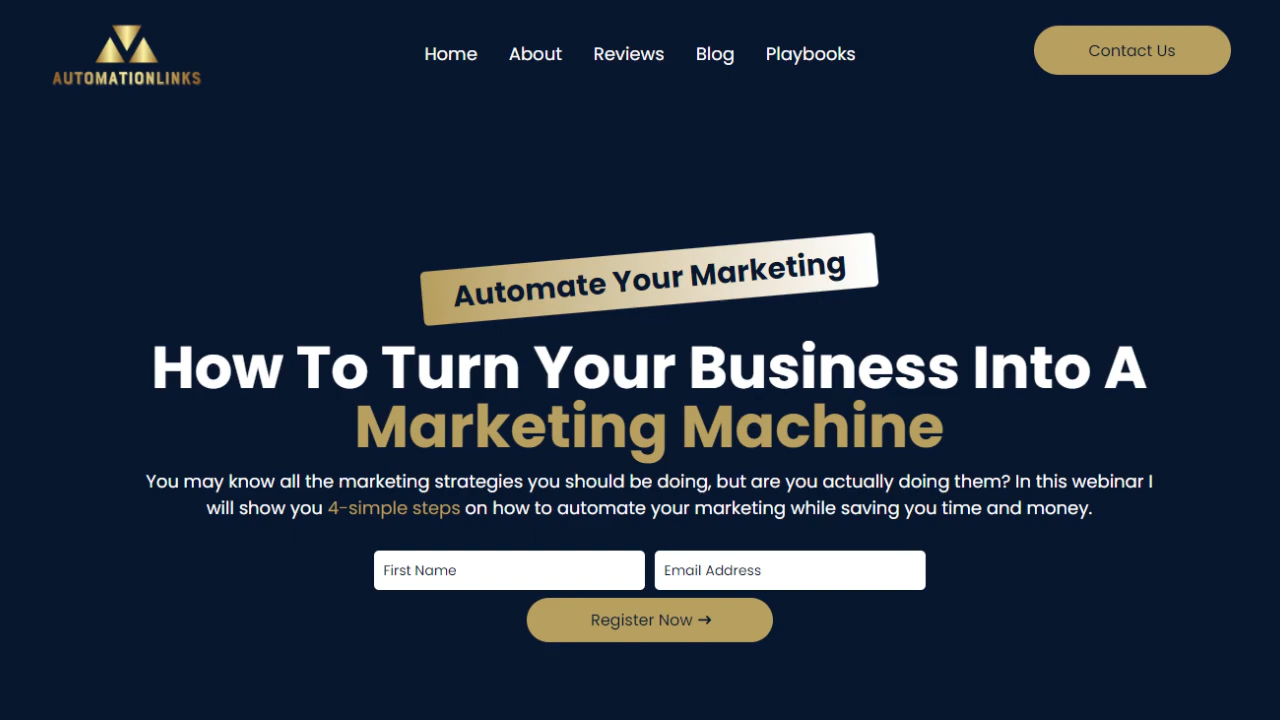 AUTOMATIONLINKS
Home About Reviews Blog Playbooks
Contact Us
Automate Your Marketing
How To Turn Your Business Into A
Marketing Machine
You may know all the marketing strategies you should be doing, but are you actually doing them? In this webinar I
will show you 4-simple steps on how to automate your marketing while saving you time and money.
First Name
Email Address
Register Now →